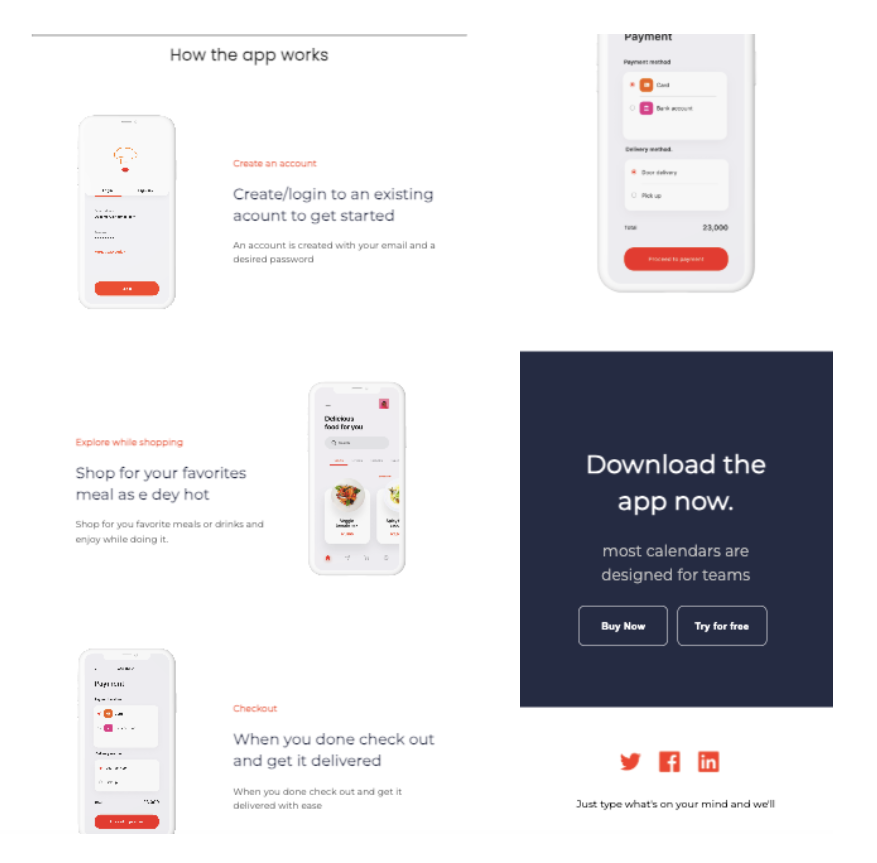 How the app works
Create an account
Create/login to an existing
acount to get started
An account is created with your email and a
desired password
Explore while shopping
Shop for your favorites
meal as e dey hot
Shop for you favorite meals or drinks and
enjoy while doing it.
Delicious
food for you
Search
Veggie
Payment
Checkout
When you done check out
and get it delivered
When you done check out and get it
delivered with ease
Payment
Payment method
Card
Bank account
Delivery method.
Door delivery
Pick up
Total 23,000
Proceed to payment
Download the
app now.
most calendars are
designed for teams
Buy Now Try for free
Just type what's on your mind and we'll